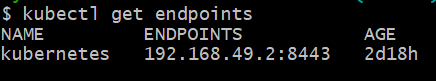 $ kubectl get endpoints
NAME         ENDPOINTS           AGE
kubernetes   192.168.49.2:8443   2d18h